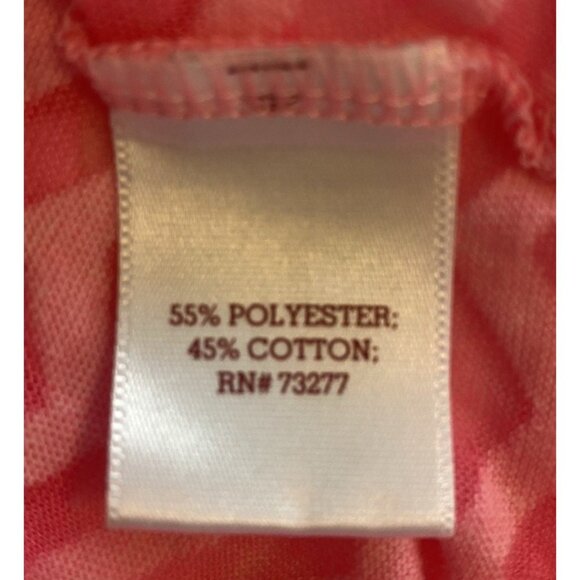 55% POLYESTER;
45% COTTON;
RN# 73277